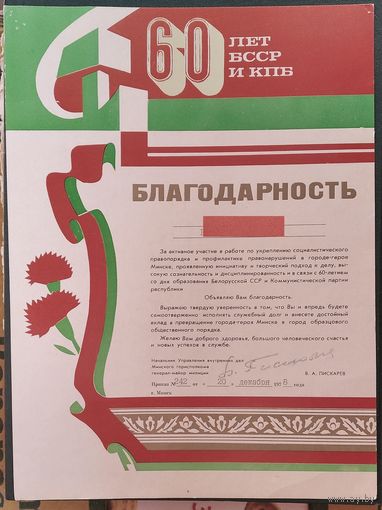 60 ЛЕТ
БССР
И КПБ
БЛАГОДАРНОСТЬ
За активное участие в работе по укреплению социалистического
правопорядка и профилактике правонарушений в городе-герое
Минске, проявленную инициативу и творческий подход к делу, вы-
сокую сознательность и дисциплинированность и в связи с 60-летием
со дня образования Белорусской ССР и Коммунистической партии
республики
Объявляю Вам благодарность.
Выражаю твердую уверенность в том, что Вы и впредь будете
самоотверженно исполнять служебный долг и внесете достойный
вклад в превращение города-героя Минска в город образцового
общественного порядка.
Желаю Вам доброго здоровья, большого человеческого счастья
и новых успехов в службе.
Начальник Управления внутренних дел
Минского горисполкома
генерал-майор милиции В. А. ПИСКАРЕВ
Приказ № 242 от « 20 » декабря 1978 года
г. Минск